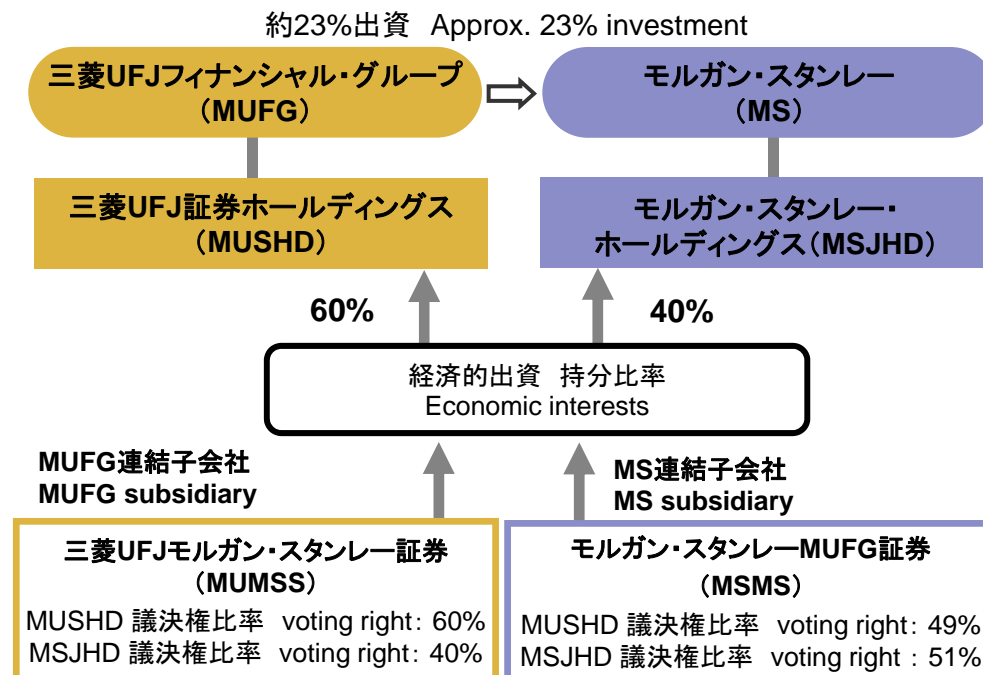 約23%出資 Approx. 23% investment
三菱UFJフィナンシャル・グループ
（MUFG）
モルガン・スタンレー
（MS）
三菱UFJ証券ホールディングス
（MUSHD）
モルガン・スタンレー・
ホールディングス（MSJHD）
60%
40%
経済的出資 持分比率
Economic interests
MUFG連結子会社
MUFG subsidiary
MS連結子会社
MS subsidiary
三菱UFJモルガン・スタンレー証券
（MUMSS）
MUSHD 議決権比率 voting right： 60%
MSJHD 議決権比率 voting right： 40%
モルガン・スタンレーMUFG証券
（MSMS）
MUSHD 議決権比率 voting right： 49%
MSJHD 議決権比率 voting right : 51%